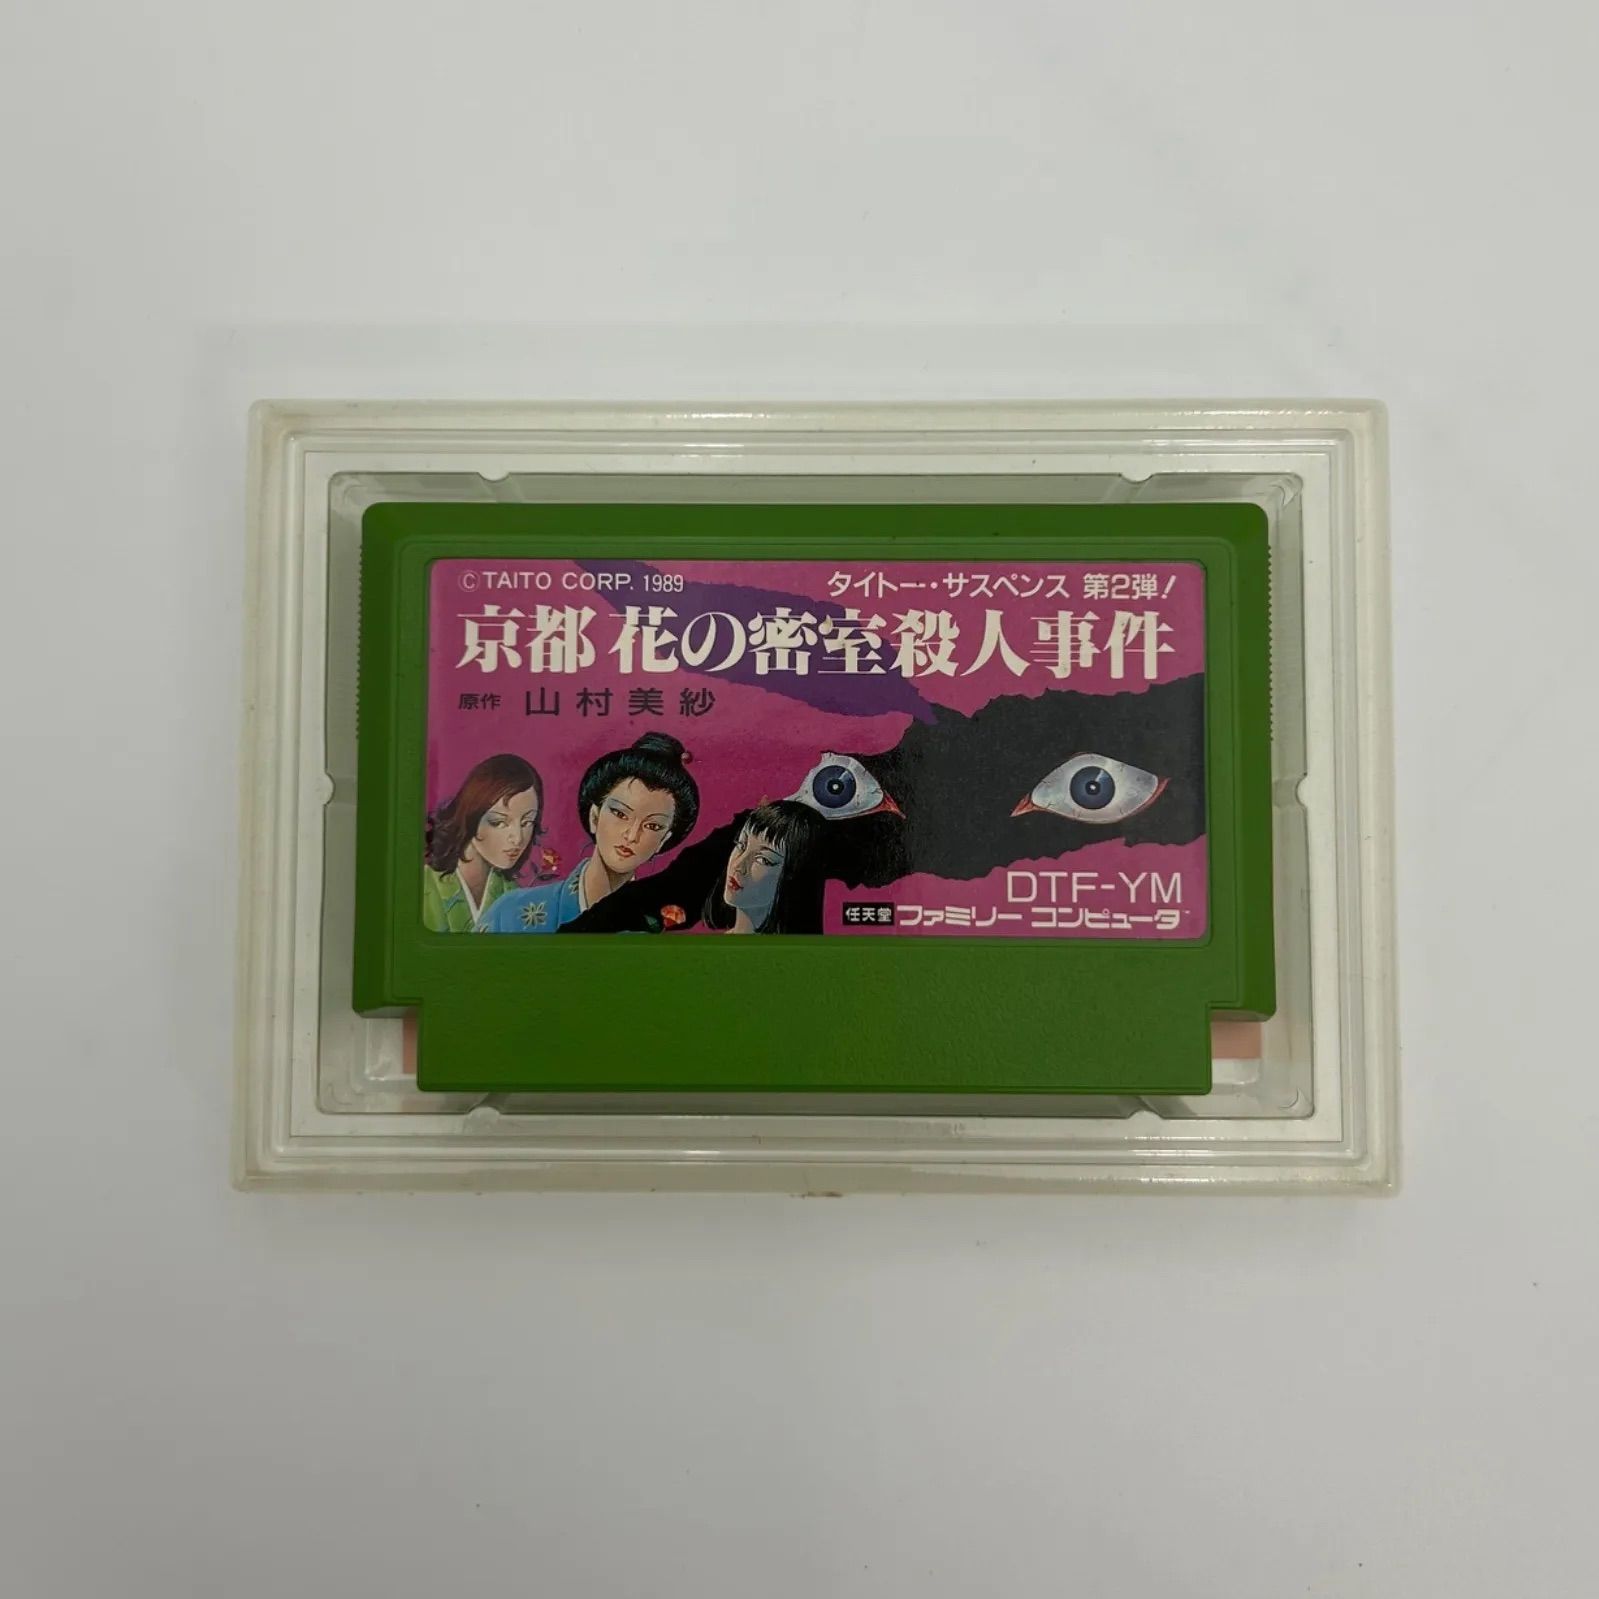 ©TAITO CORP. 1989
タイトー・サスペンス 第2弾!
京都 花の密室殺人事件
原作 山村美紗
DTF-YM
任天堂 ファミリー コンピュータ™